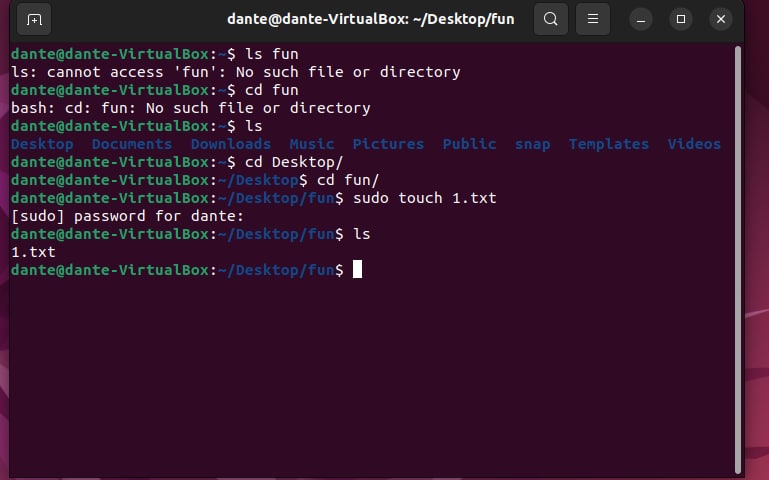 dante@dante-VirtualBox: ~/Desktop/fun
dante@dante-VirtualBox:~$ ls fun
ls: cannot access 'fun': No such file or directory
dante@dante-VirtualBox:~$ cd fun
bash: cd: fun: No such file or directory
dante@dante-VirtualBox:~$ ls
Desktop  Documents  Downloads  Music  Pictures  Public  snap  Templates  Videos
dante@dante-VirtualBox:~$ cd Desktop/
dante@dante-VirtualBox:~/Desktop$ cd fun/
dante@dante-VirtualBox:~/Desktop/fun$ sudo touch 1.txt
[sudo] password for dante:
dante@dante-VirtualBox:~/Desktop/fun$ ls
1.txt
dante@dante-VirtualBox:~/Desktop/fun$